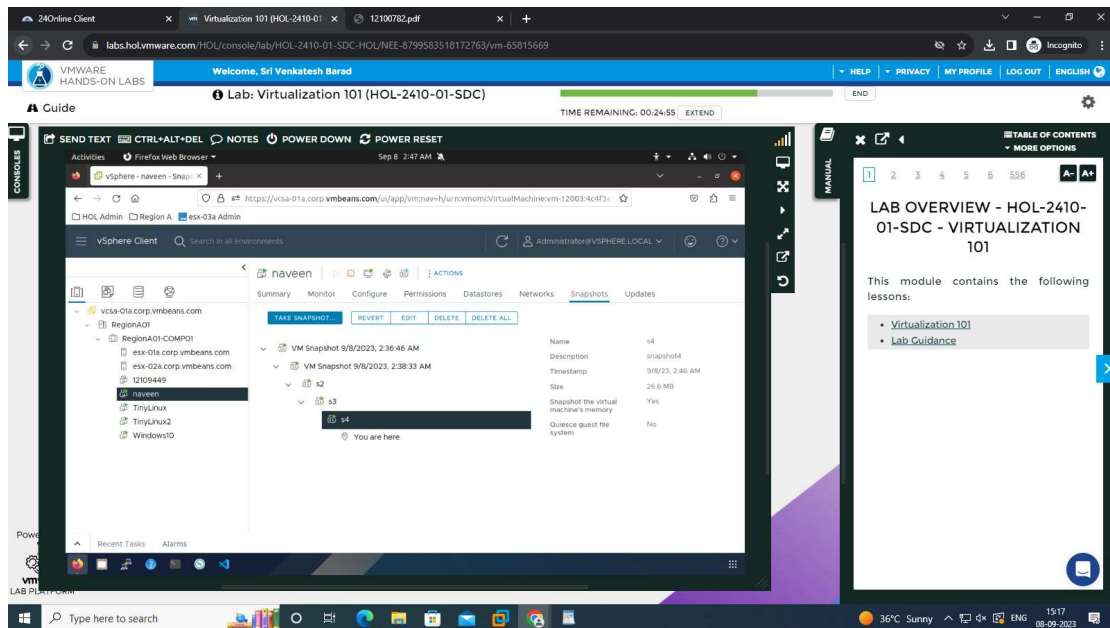 24Online Client
Virtualization 101 (HOL-2410-01
12100782.pdf
labs.hol.vmware.com/HOL/console/lab/HOL-2410-01-SDC-HOL/NEE-8799583518172763/vm-65815669
Incognito
VMWARE
HANDS-ON LABS
Welcome, Sri Venkatesh Barad
HELP
PRIVACY
MY PROFILE
LOG OUT
ENGLISH
Guide
Lab: Virtualization 101 (HOL-2410-01-SDC)
TIME REMAINING: 00:24:55
EXTEND
END
CONSOLES
SEND TEXT
CTRL+ALT+DEL
NOTES
POWER DOWN
POWER RESET
Activities
Firefox Web Browser
Sep 8 2:47 AM
vSphere - naveen - Snap
https://vcsa-01a.corp.vmbeans.com/ui/app/vm;nav=h/urn:vmomi:VirtualMachine:vm-12003:4c4f3
HOL Admin
Region A
esx-03a Admin
vSphere Client
Search in all environments
Administrator@VSPHERE.LOCAL
naveen
ACTIONS
Summary
Monitor
Configure
Permissions
Datastores
Networks
Snapshots
Updates
vcsa-01a.corp.vmbeans.com
RegionA01
RegionA01-COMP01
esx-01a.corp.vmbeans.com
esx-02a.corp.vmbeans.com
12109449
naveen
TinyLinux
TinyLinux2
Windows10
TAKE SNAPSHOT...
REVERT
EDIT
DELETE
DELETE ALL
VM Snapshot 9/8/2023, 2:36:46 AM
VM Snapshot 9/8/2023, 2:38:33 AM
s2
s3
s4
You are here
Name s4
Description snapshot4
Timestamp 9/8/23, 2:46 AM
Size 26.6 MB
Snapshot the virtual Yes
machine's memory
Quiesce guest file No
system
Recent Tasks
Alarms
MANUAL
TABLE OF CONTENTS
MORE OPTIONS
1 2 3 4 5 6 556
A- A+
LAB OVERVIEW - HOL-2410-
01-SDC - VIRTUALIZATION
101
This module contains the following
lessons:
Virtualization 101
Lab Guidance
Powe
vm
LAB PLATFORM
Type here to search
36°C Sunny
ENG
15:17
08-09-2023